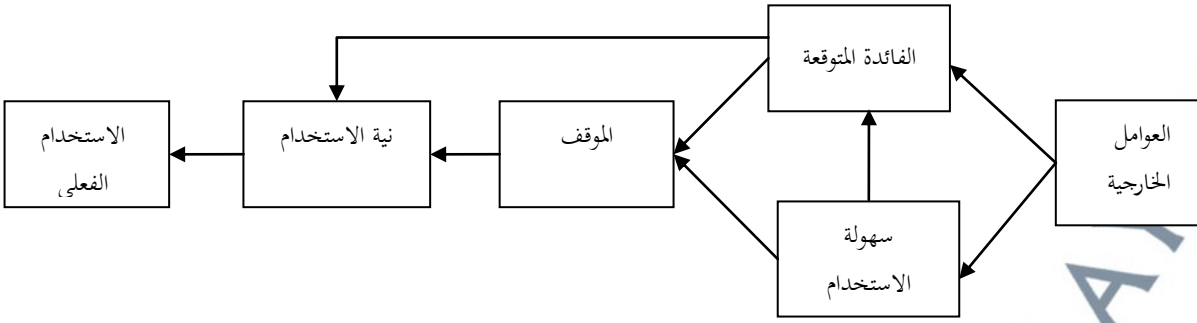 العوامل
الخارجية
الفائدة المتوقعة
سهولة
الاستخدام
الموقف
نية الاستخدام
الاستخدام
الفعلي